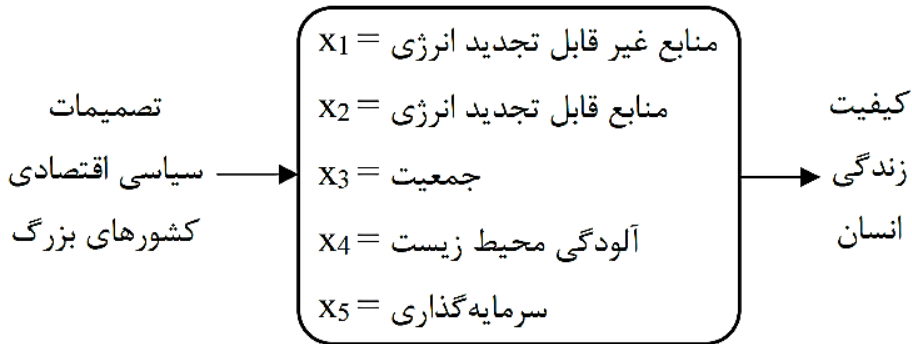 تصمیمات
سیاسی اقتصادی
کشورهای بزرگ
x1 = منابع غیر قابل تجدید انرژی
x2 = منابع قابل تجدید انرژی
x3 = جمعیت
x4 = آلودگی محیط زیست
x5 = سرمایه‌گذاری
کیفیت
زندگی
انسان